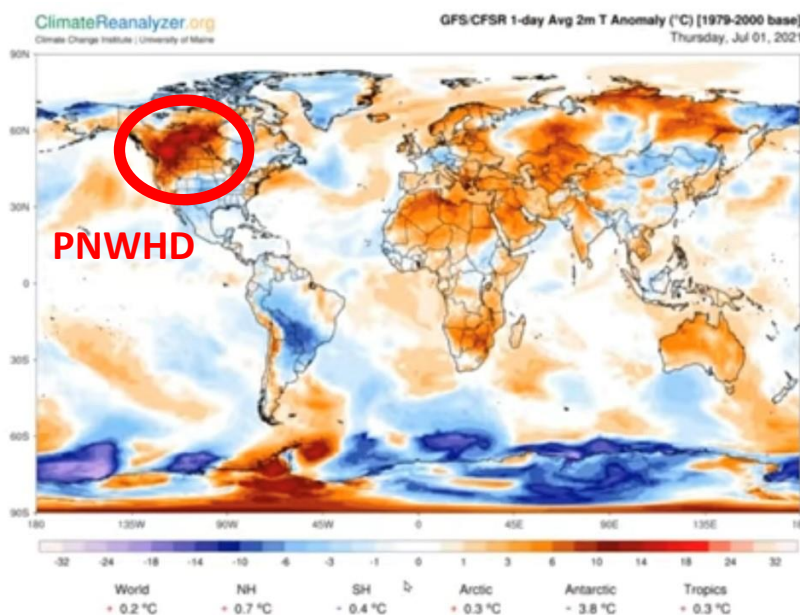 ClimateReanalyzer.org
Climate Change Institute | University of Maine
GFS/CFSR 1-day Avg 2m T Anomaly (°C) [1979-2000 base]
Thursday, Jul 01, 2021
90N
60N
30N
0
30S
60S
90S
PNWHD
180 135W 90W 45W 0 45E 90E 135E 180
-32 -24 -18 -14 -10 -6 -3 -1 0 1 3 6 10 14 18 24 32
World NH SH Arctic Antarctic Tropics
+ 0.2 °C + 0.7 °C - 0.4 °C + 0.3 °C - 3.8 °C + 0.3 °C